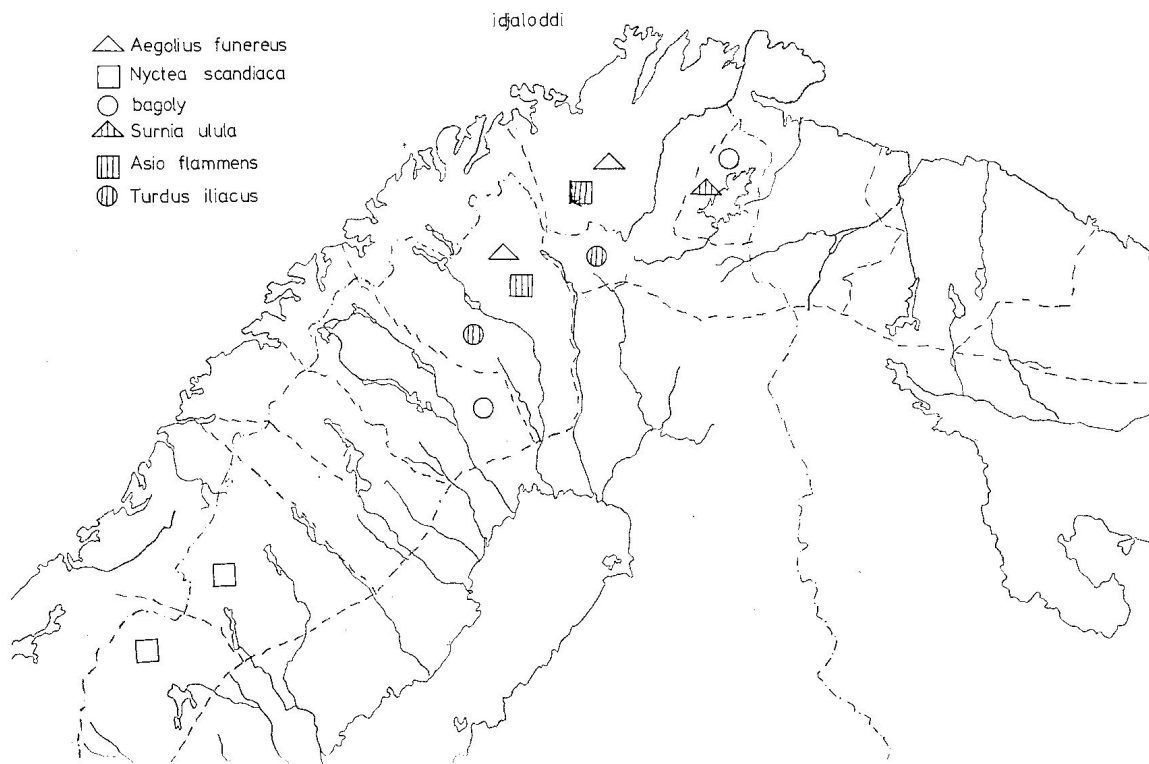 idjaloddi
Aegolius funereus
Nyctea scandiaca
bagoly
Surnia ulula
Asio flammens
Turdus iliacus